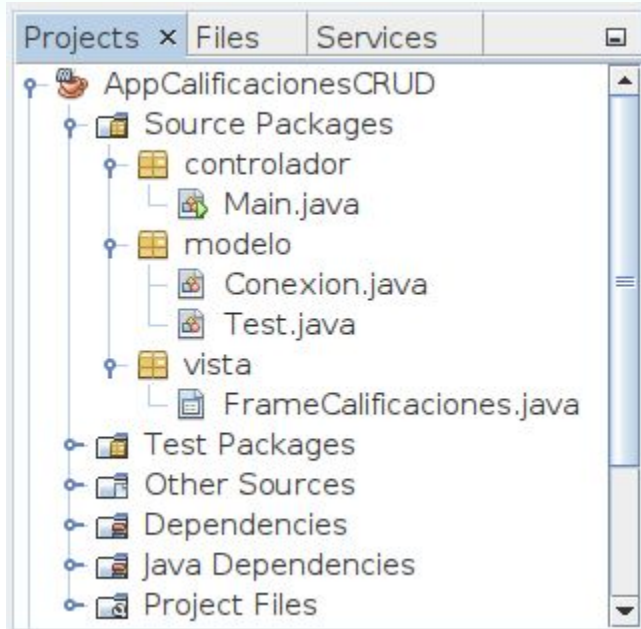 Projects Files Services
AppCalificacionesCRUD
Source Packages
controlador
Main.java
modelo
Conexion.java
Test.java
vista
FrameCalificaciones.java
Test Packages
Other Sources
Dependencies
Java Dependencies
Project Files